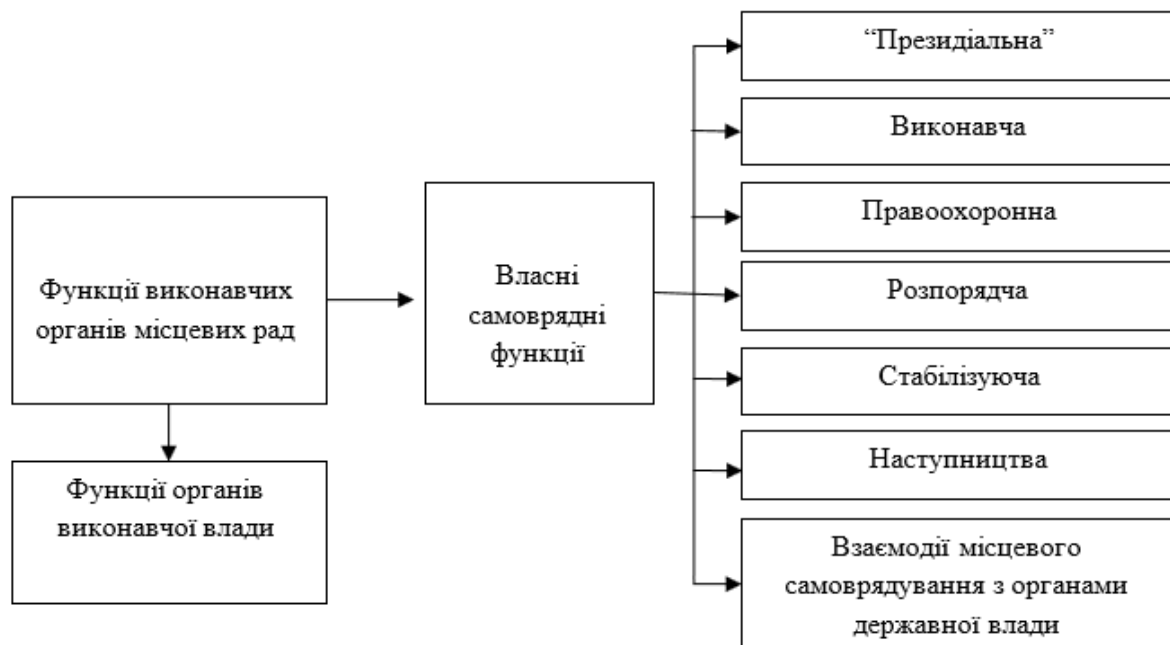 Функції виконавчих
органів місцевих рад
Функції органів
виконавчої влади
Власні
самоврядні
функції
“Президіальна”
Виконавча
Правоохоронна
Розпорядча
Стабілізуюча
Наступництва
Взаємодії місцевого
самоврядування з органами
державної влади